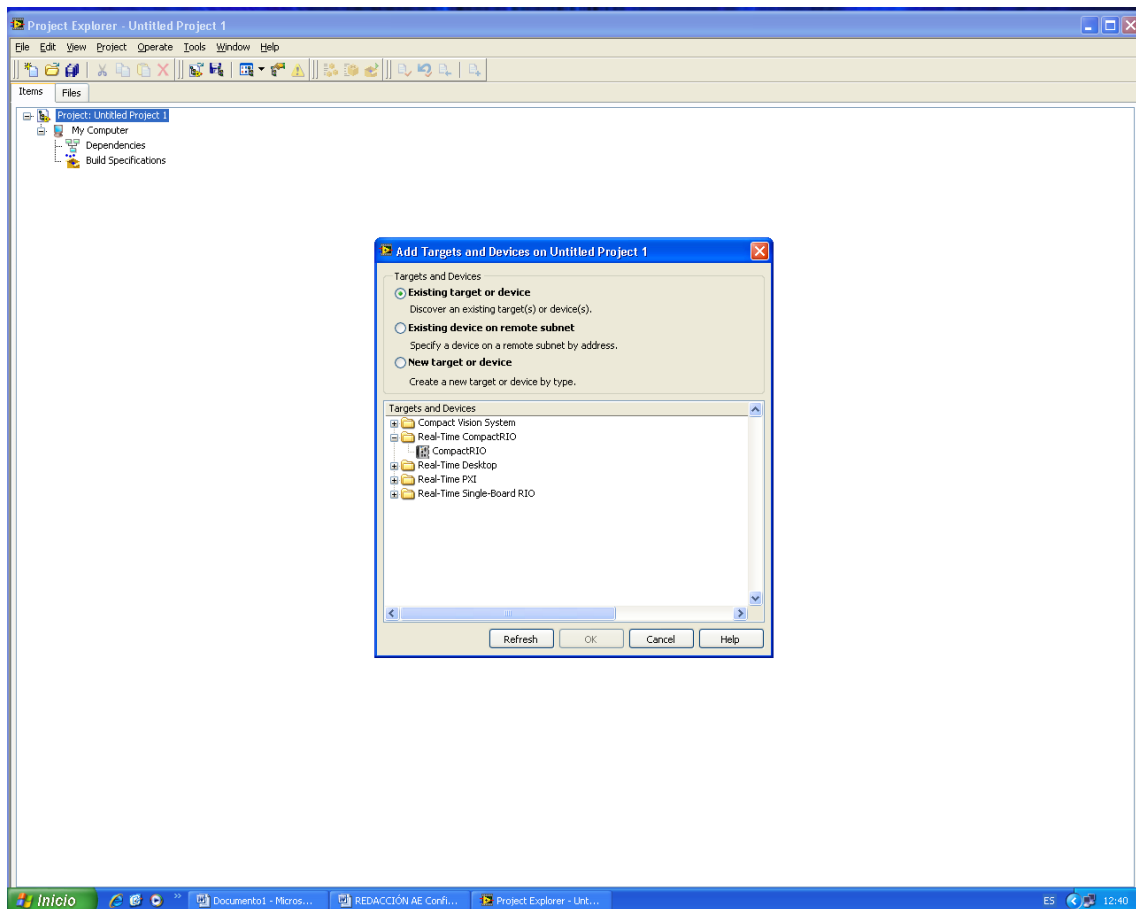 Project Explorer - Untitled Project 1
File Edit View Project Operate Tools Window Help
Items Files
Project: Untitled Project 1
My Computer
Dependencies
Build Specifications
Add Targets and Devices on Untitled Project 1
Targets and Devices
Existing target or device
Discover an existing target(s) or device(s).
Existing device on remote subnet
Specify a device on a remote subnet by address.
New target or device
Create a new target or device by type.
Targets and Devices
Compact Vision System
Real-Time CompactRIO
CompactRIO
Real-Time Desktop
Real-Time PXI
Real-Time Single-Board RIO
Refresh OK Cancel Help
Inicio Documento1 - Micros... REDACCIÓN AE Confi... Project Explorer - Unt... ES 12:40